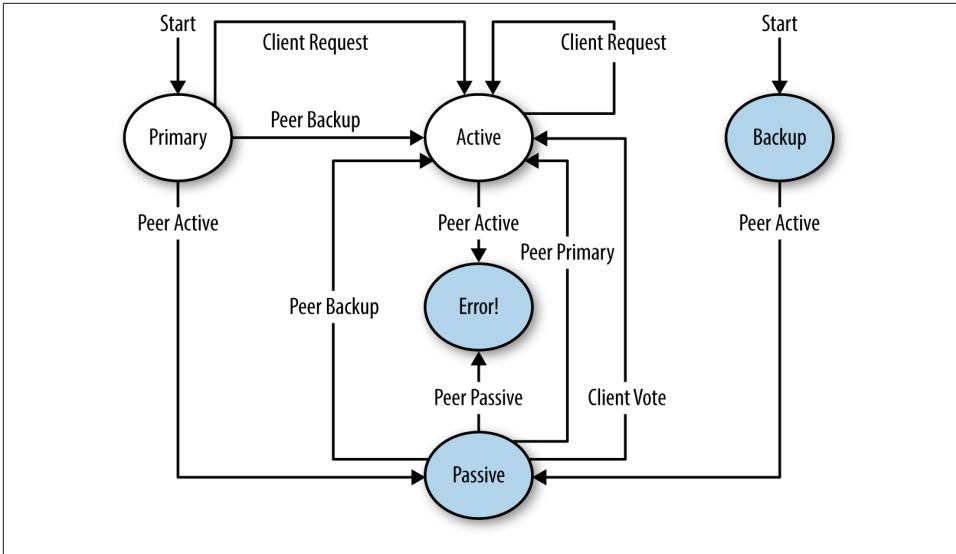 Start
Client Request
Client Request
Start
Primary
Peer Backup
Active
Backup
Peer Active
Peer Active
Peer Active
Peer Primary
Peer Backup
Error!
Peer Passive
Client Vote
Passive